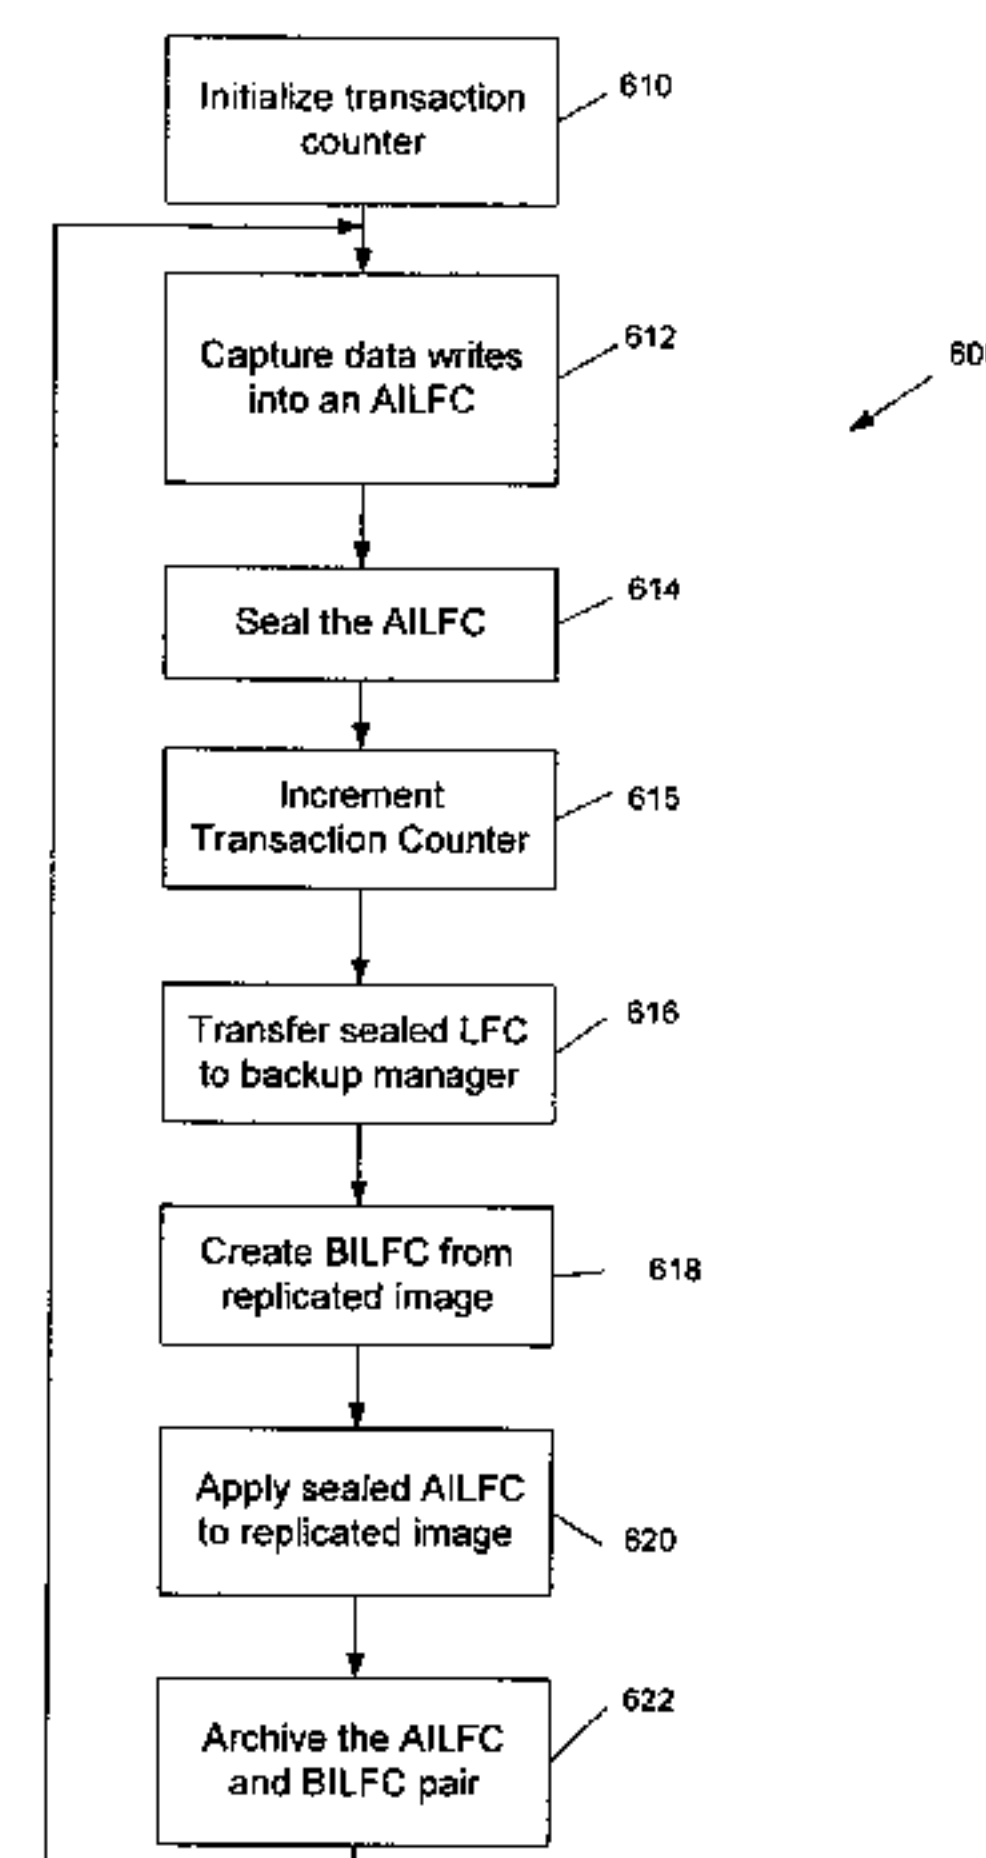 Initialize transaction
counter
610
Capture data writes
into an AILFC
612
60
Seal the AILFC
614
Increment
Transaction Counter
615
Transfer sealed LFC
to backup manager
616
Create BILFC from
replicated image
618
Apply sealed AILFC
to replicated image
620
Archive the AILFC
and BILFC pair
622